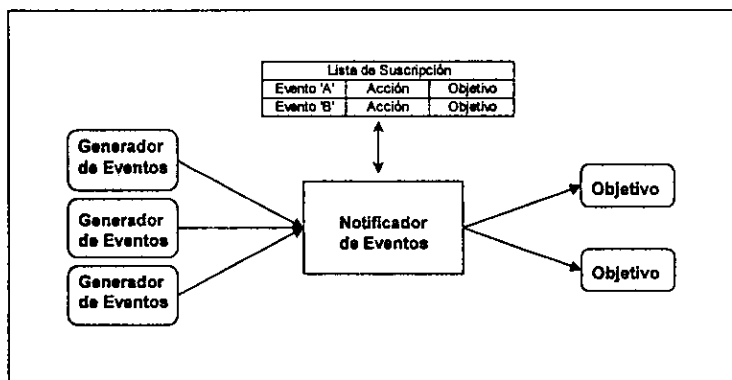 Lista de Suscripción
Evento 'A' Acción Objetivo
Evento 'B' Acción Objetivo
Generador
de Eventos
Generador
de Eventos
Generador
de Eventos
Notificador
de Eventos
Objetivo
Objetivo